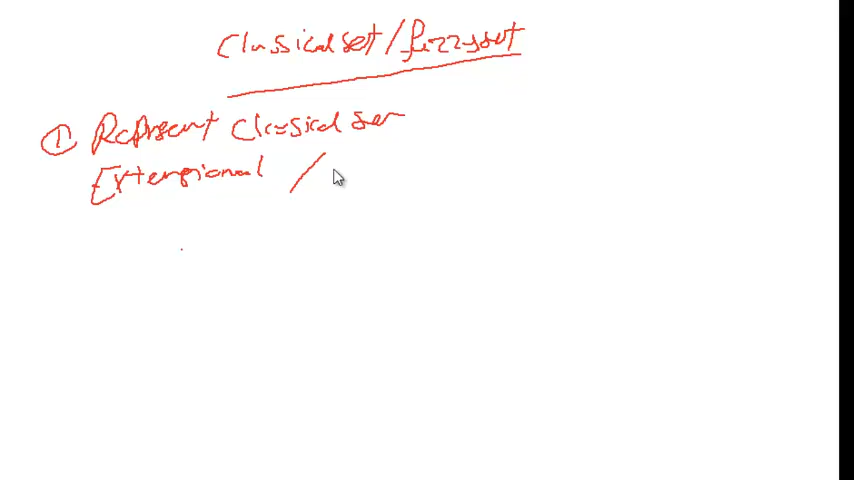 Classical set / fuzzy set
① Represent Classical set
Extensional /